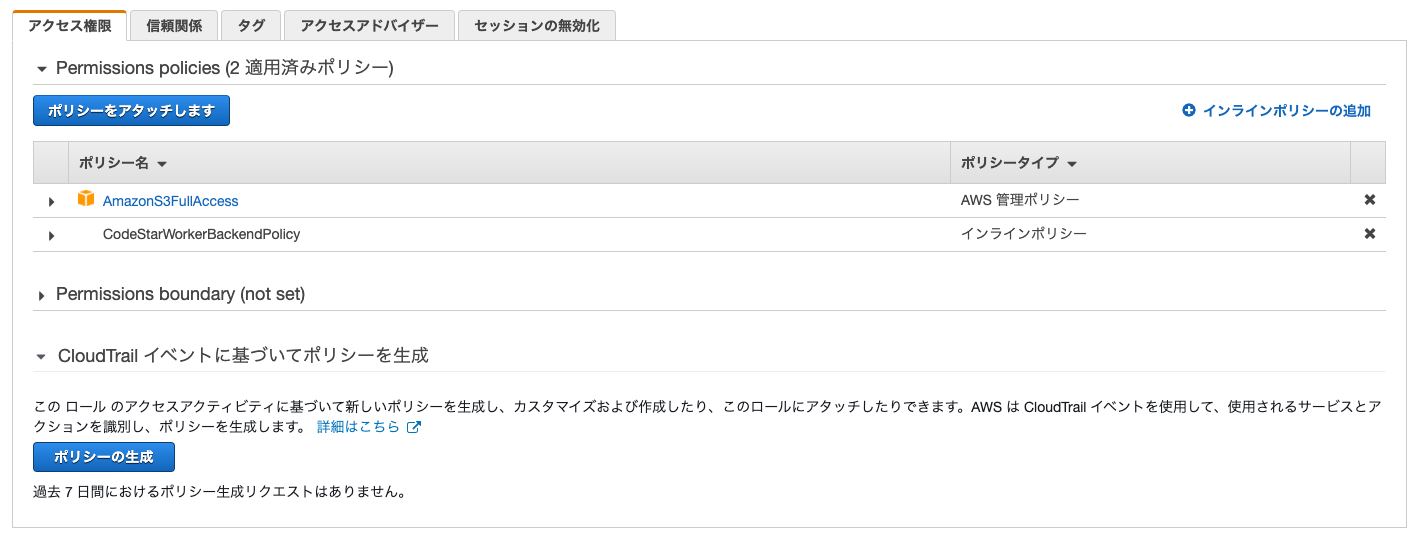 アクセス権限 信頼関係 タグ アクセスアドバイザー セッションの無効化
Permissions policies (2 適用済みポリシー)
ポリシーをアタッチします インラインポリシーの追加
ポリシー名 ポリシータイプ
AmazonS3FullAccess AWS 管理ポリシー
CodeStarWorkerBackendPolicy インラインポリシー
Permissions boundary (not set)
CloudTrail イベントに基づいてポリシーを生成
この ロール のアクセスアクティビティに基づいて新しいポリシーを生成し、カスタマイズおよび作成したり、このロールにアタッチしたりできます。AWS は CloudTrail イベントを使用して、使用されるサービスとア
クションを識別し、ポリシーを生成します。 詳細はこちら
ポリシーの生成
過去 7 日間におけるポリシー生成リクエストはありません。